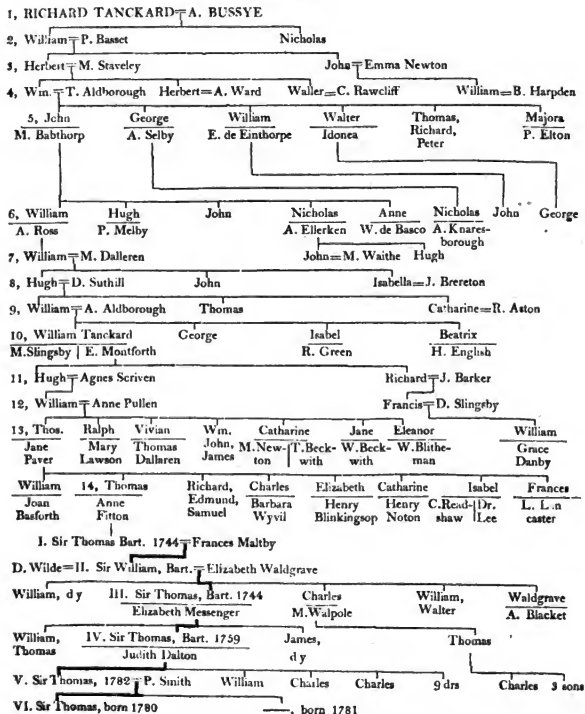 1, RICHARD TANCKARD=A. BUSSYE
2, William=P. Basset Nicholas
3, Herbert=M. Staveley John=Emma Newton
4, Wm.=T. Aldborough Herbert=A. Ward Waller=C. Rawcliff William=B. Harpden
5, John George William Walter Thomas, Majora
M. Babthorp A. Selby E. de Einthorpe Idonea Richard, P. Elton
Peter
6, William Hugh John Nicholas Anne Nicholas John George
A. Ross P. Melby A. Ellerken W. de Basco A. Knares-
borough
7, William=M. Dalleren John=M. Waithe Hugh
8, Hugh=D. Suthill John Isabella=J. Brereton
9, William=A. Aldborough Thomas Catharine=R. Aston
10, William Tanckard George Isabel Beatrix
M. Slingsby | E. Montforth R. Green H. English
11, Hugh=Agnes Scriven Richard=J. Barker
12, William=Anne Pullen Francis=D. Slingsby
13, Thos. Ralph Vivian Wm. Catharine Jane Eleanor William
Jane Mary Thomas John, M. New- | T. Beck- W. Beck- W. Blithe- Grace
Paver Lawson Dallaren James ton with with man Danby
William 14, Thomas Richard, Charles Elizabeth Catharine Isabel Frances
Joan Anne Edmund, Barbara Henry Henry C. Read- | Dr. L. Lancaster
Basforth Fitton Samuel Wyvil Blinkingsop Noton shaw Lee
I. Sir Thomas Bart. 1744=Frances Maltby
D. Wilde=II. Sir William, Bart.=Elizabeth Waldgrave
William, d y III. Sir Thomas, Bart. 1744 Charles William, Waldgrave
Elizabeth Messenger M. Walpole Walter A. Blacket
William, IV. Sir Thomas, Bart. 1759 James, Thomas
Thomas Judith Dalton d y
V. Sir Thomas, 1782=P. Smith William Charles Charles 9 drs Charles 3 sons
VI. Sir Thomas, born 1780 ——, born 1781